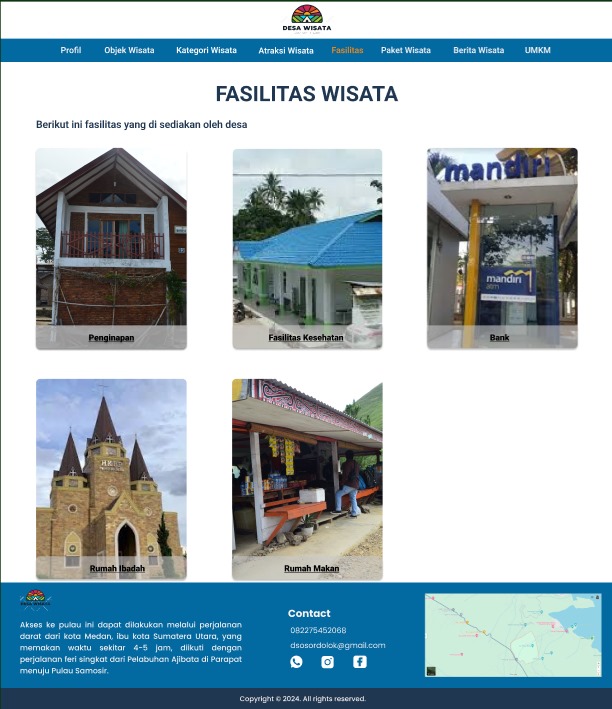 DESA WISATA
Profil Objek Wisata Kategori Wisata Atraksi Wisata Fasilitas Paket Wisata Berita Wisata UMKM
FASILITAS WISATA
Berikut ini fasilitas yang di sediakan oleh desa
mandiri
mandiri
atm
Penginapan Fasilitas Kesehatan Bank
Rumah Ibadah Rumah Makan
DESA WISATA
Akses ke pulau ini dapat dilakukan melalui perjalanan
darat dari kota Medan, ibu kota Sumatera Utara, yang
memakan waktu sekitar 4-5 jam, diikuti dengan
perjalanan feri singkat dari Pelabuhan Ajibata di Parapat
menuju Pulau Samosir.
Contact
082275452068
dsosordolok@gmail.com
Copyright © 2024. All rights reserved.